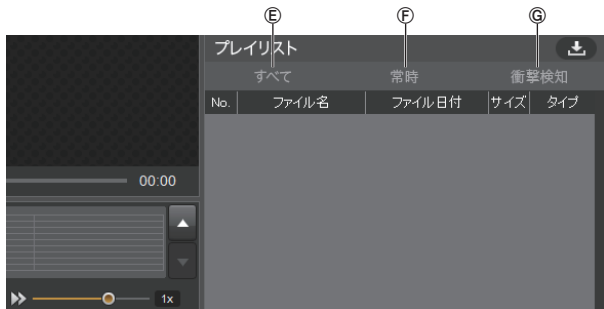 Ⓔ Ⓕ Ⓖ
プレイリスト
すべて 常時 衝撃検知
No. ファイル名 ファイル日付 サイズ タイプ
00:00
1x